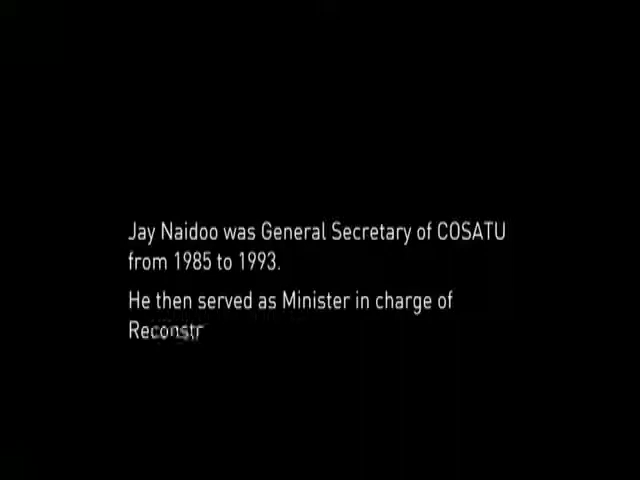 Jay Naidoo was General Secretary of COSATU
from 1985 to 1993.
He then served as Minister in charge of
Reconstr